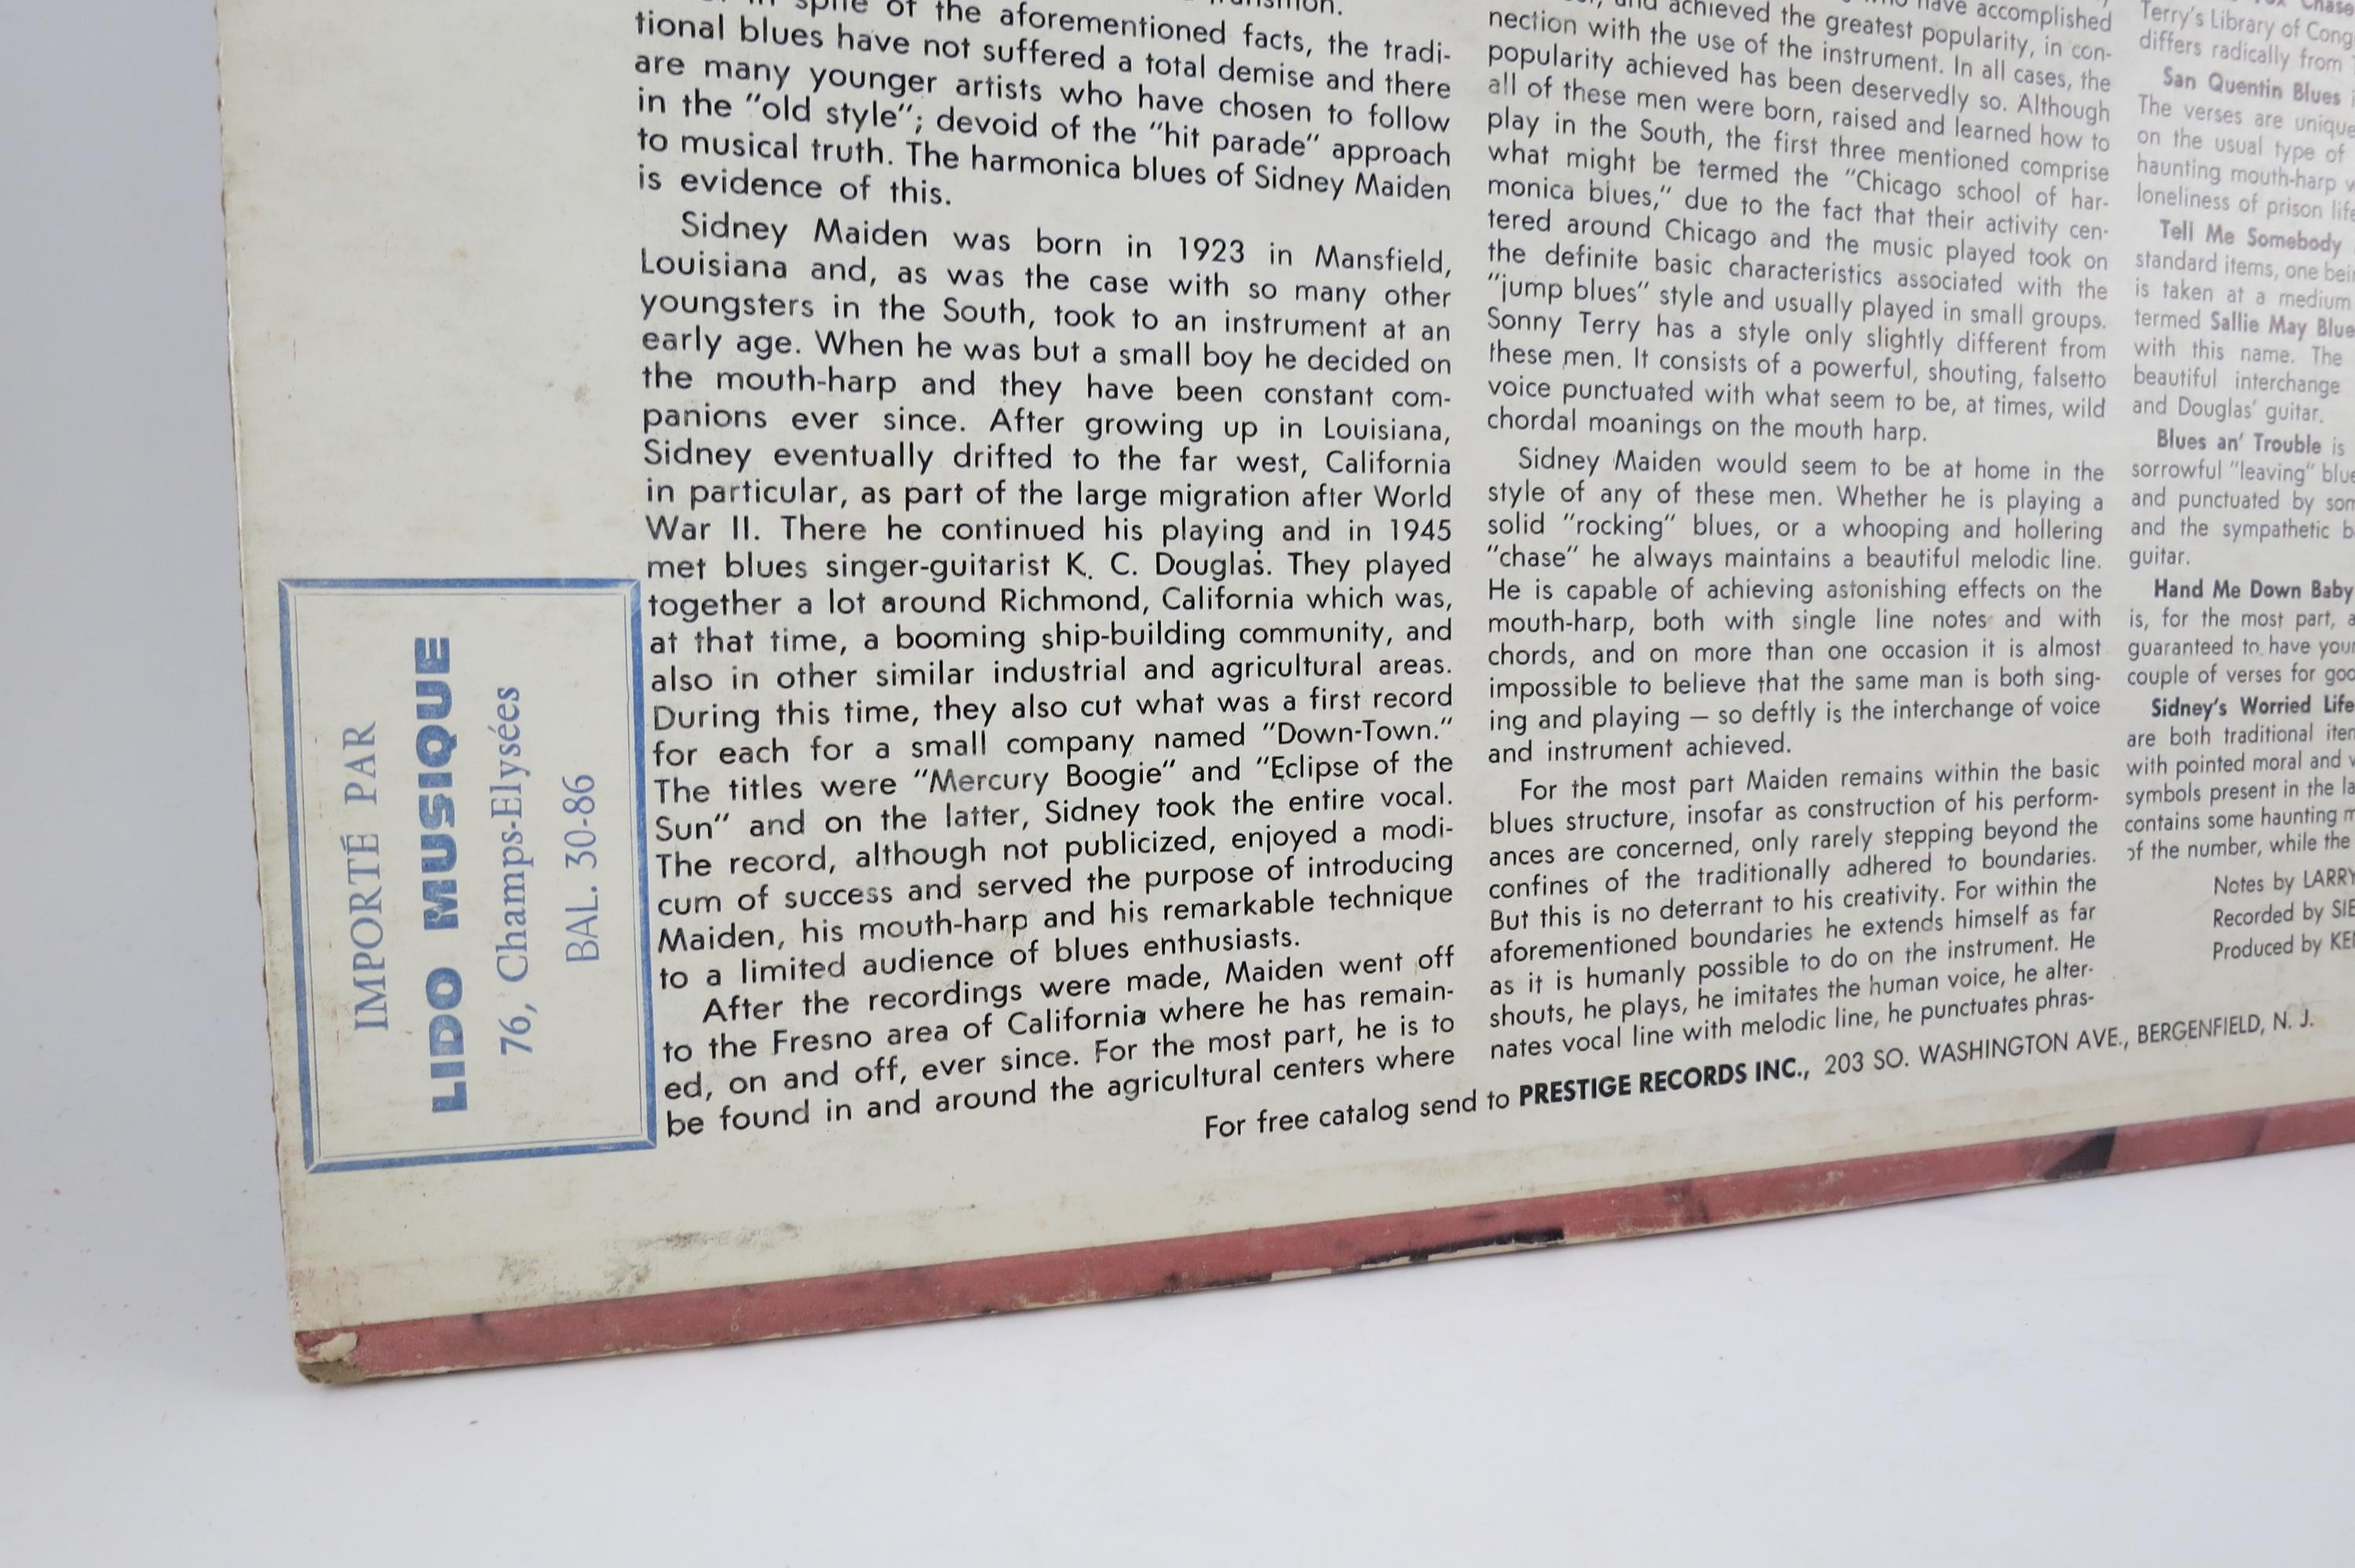 spite of the aforementioned facts, the tradi-
tional blues have not suffered a total demise and there
are many younger artists who have chosen to follow
in the "old style"; devoid of the "hit parade" approach
to musical truth. The harmonica blues of Sidney Maiden
is evidence of this.
Sidney Maiden was born in 1923 in Mansfield,
Louisiana and, as was the case with so many other
youngsters in the South, took to an instrument at an
early age. When he was but a small boy he decided on
the mouth-harp and they have been constant com-
panions ever since. After growing up in Louisiana,
Sidney eventually drifted to the far west, California
in particular, as part of the large migration after World
War II. There he continued his playing and in 1945
met blues singer-guitarist K. C. Douglas. They played
together a lot around Richmond, California which was,
at that time, a booming ship-building community, and
also in other similar industrial and agricultural areas.
During this time, they also cut what was a first record
for each for a small company named "Down-Town."
The titles were "Mercury Boogie" and "Eclipse of the
Sun" and on the latter, Sidney took the entire vocal.
The record, although not publicized, enjoyed a modi-
cum of success and served the purpose of introducing
Maiden, his mouth-harp and his remarkable technique
to a limited audience of blues enthusiasts.
After the recordings were made, Maiden went off
to the Fresno area of California where he has remain-
ed, on and off, ever since. For the most part, he is to
be found in and around the agricultural centers where
have accomplished
and achieved the greatest popularity, in con-
nection with the use of the instrument. In all cases, the
popularity achieved has been deservedly so. Although
all of these men were born, raised and learned how to
play in the South, the first three mentioned comprise
what might be termed the "Chicago school of har-
monica blues," due to the fact that their activity cen-
tered around Chicago and the music played took on
the definite basic characteristics associated with the
"jump blues" style and usually played in small groups.
Sonny Terry has a style only slightly different from
these men. It consists of a powerful, shouting, falsetto
voice punctuated with what seem to be, at times, wild
chordal moanings on the mouth harp.
Sidney Maiden would seem to be at home in the
style of any of these men. Whether he is playing a
solid "rocking" blues, or a whooping and hollering
"chase" he always maintains a beautiful melodic line.
He is capable of achieving astonishing effects on the
mouth-harp, both with single line notes and with
chords, and on more than one occasion it is almost
impossible to believe that the same man is both sing-
ing and playing — so deftly is the interchange of voice
and instrument achieved.
For the most part Maiden remains within the basic
blues structure, insofar as construction of his perform-
ances are concerned, only rarely stepping beyond the
confines of the traditionally adhered to boundaries.
But this is no deterrant to his creativity. For within the
aforementioned boundaries he extends himself as far
as it is humanly possible to do on the instrument. He
shouts, he plays, he imitates the human voice, he alter-
nates vocal line with melodic line, he punctuates phras-
Chase
Terry's Library of Cong
differs radically from
San Quentin Blues
The verses are unique
on the usual type of
haunting mouth-harp
loneliness of prison life
Tell Me Somebody
standard items, one bei
is taken at a medium
termed Sallie May Blue
with this name. The
beautiful interchange
and Douglas' guitar.
Blues an' Trouble is
sorrowful "leaving" blue
and punctuated by som
and the sympathetic b
guitar.
Hand Me Down Baby
is, for the most part, a
guaranteed to have your
couple of verses for goo
Sidney's Worried Life
are both traditional item
with pointed moral and
symbols present in the la
contains some haunting m
of the number, while the
Notes by LARRY
Recorded by SIE
Produced by KEN
For free catalog send to PRESTIGE RECORDS INC., 203 SO. WASHINGTON AVE., BERGENFIELD, N. J.
IMPORTÉ PAR
LIDO MUSIQUE
76, Champs-Elysées
BAL. 30-86